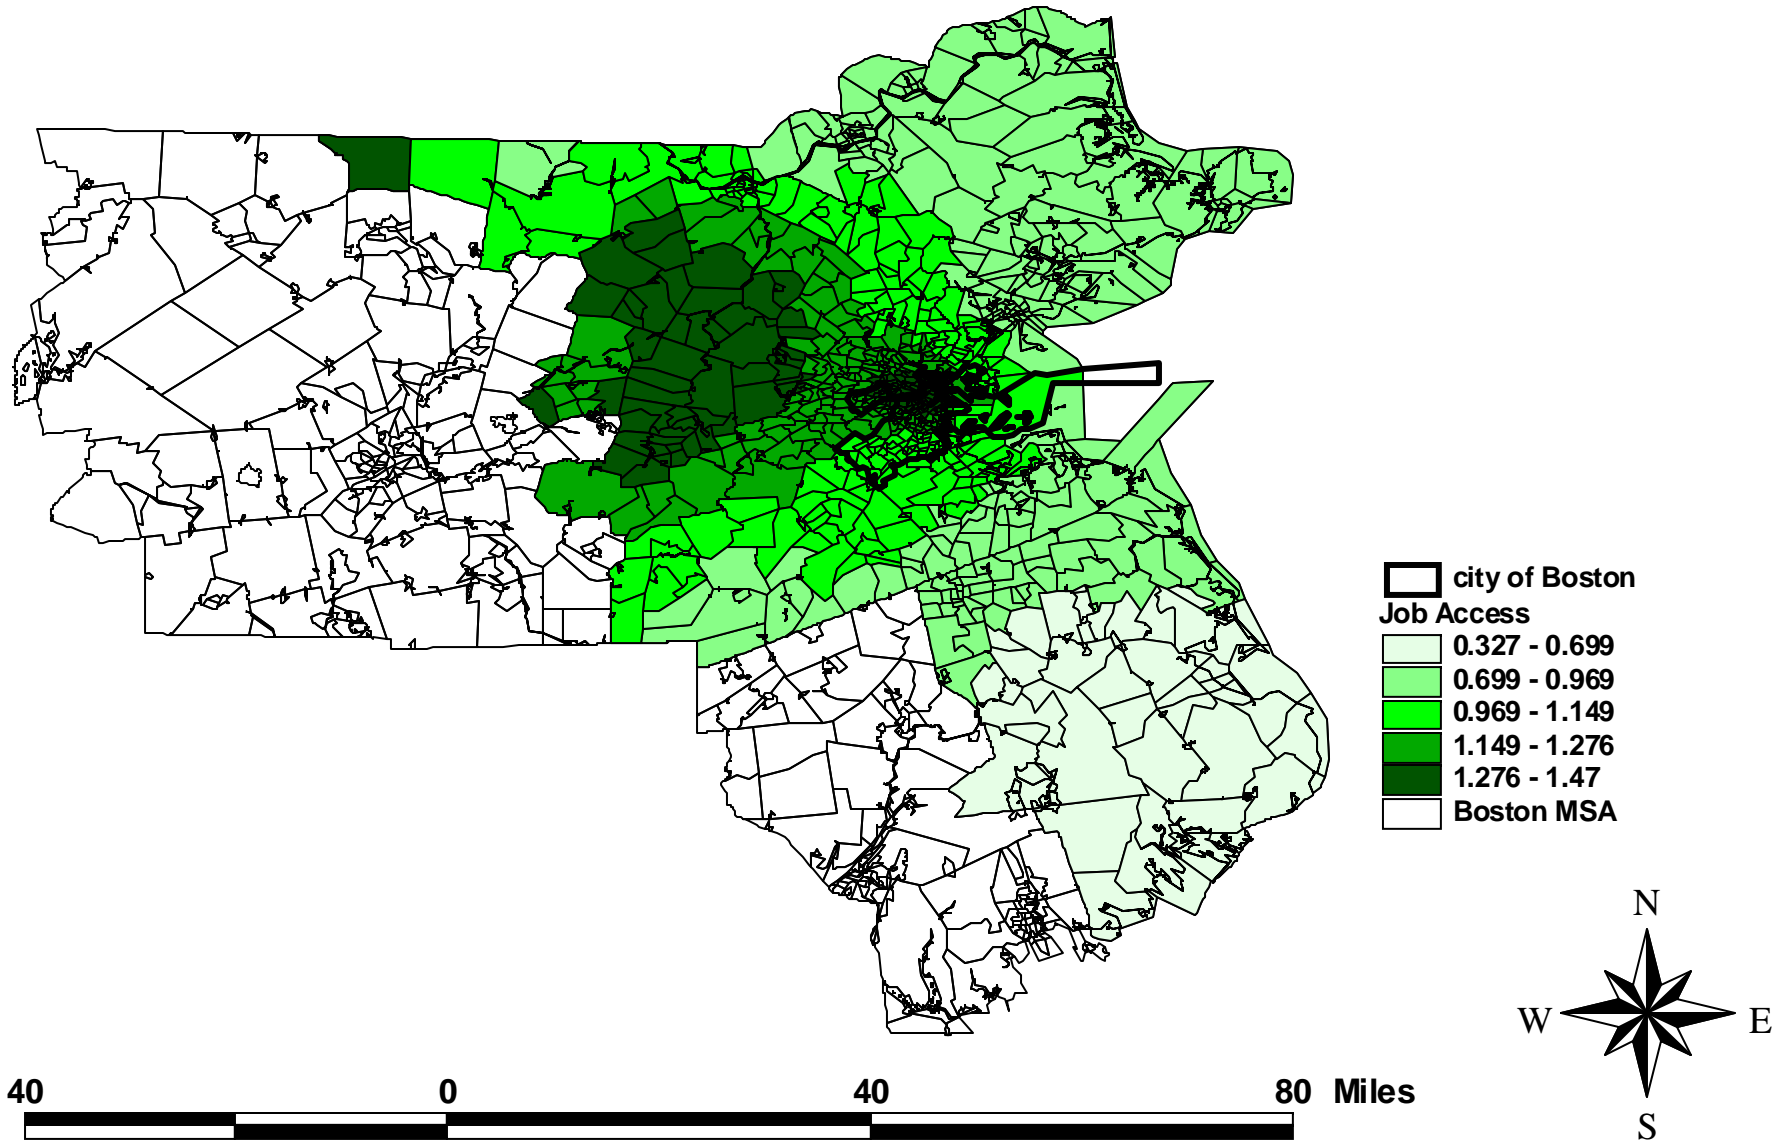 city of Boston
Job Access
0.327 - 0.699
0.699 - 0.969
0.969 - 1.149
1.149 - 1.276
1.276 - 1.47
Boston MSA
N
W E
S
40 0 40 80 Miles